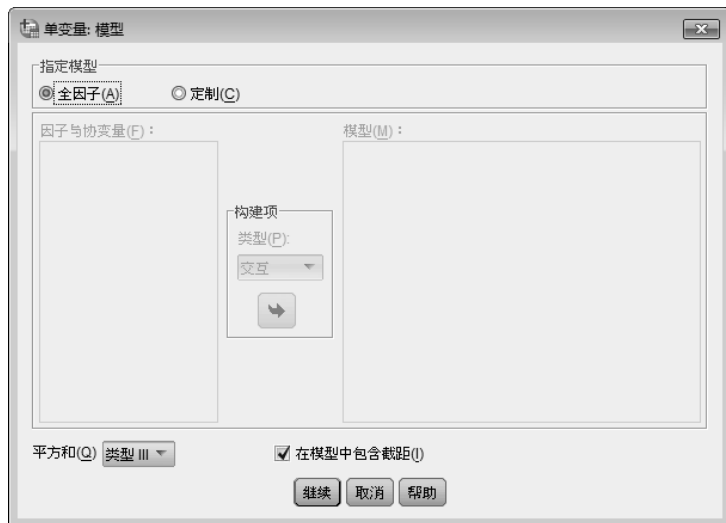 单变量: 模型
指定模型
全因子(A) 定制(C)
因子与协变量(F)： 模型(M)：
构建项
类型(P):
交互
平方和(Q) 类型 III 在模型中包含截距(I)
继续 取消 帮助